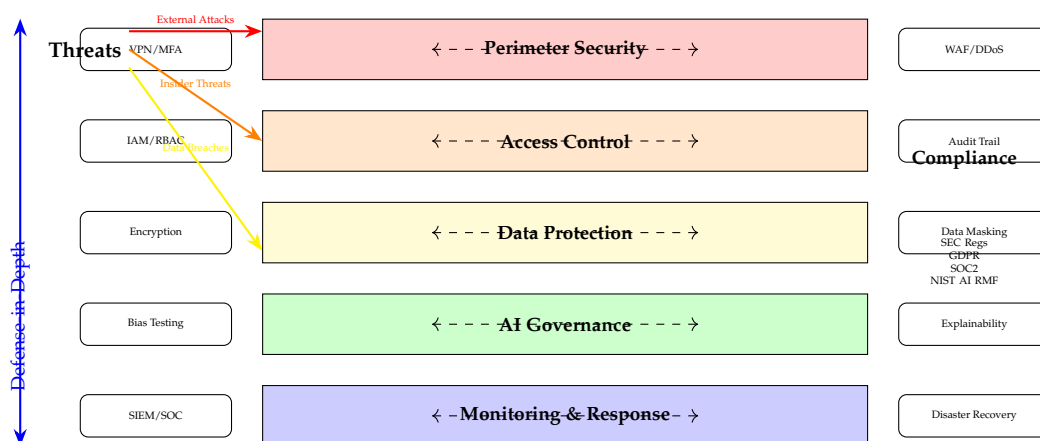 External Attacks
Threats
VPN/MFA
Perimeter Security
WAF/DDoS
Insider Threats
IAM/RBAC
Data Breaches
Access Control
Audit Trail
Compliance
Encryption
Data Protection
Data Masking
SEC Regs
GDPR
SOC2
NIST AI RMF
Defense-in-Depth
Bias Testing
AI Governance
Explainability
SIEM/SOC
Monitoring & Response
Disaster Recovery